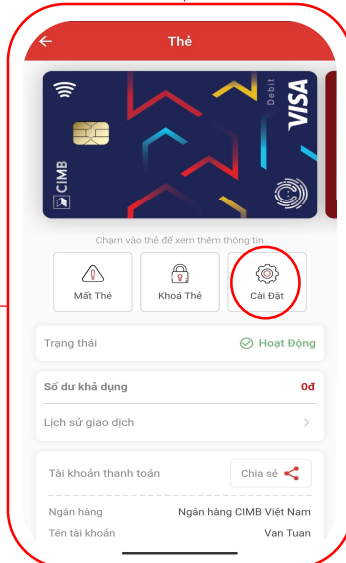 Thẻ
Debit
VISA
CIMB
Chạm vào thẻ để xem thêm thông tin
Mất Thẻ
Khoá Thẻ
Cài Đặt
Trạng thái
Hoạt Động
Số dư khả dụng
0đ
Lịch sử giao dịch
Tài khoản thanh toán
Chia sẻ
Ngân hàng
Ngân hàng CIMB Việt Nam
Tên tài khoản
Van Tuan